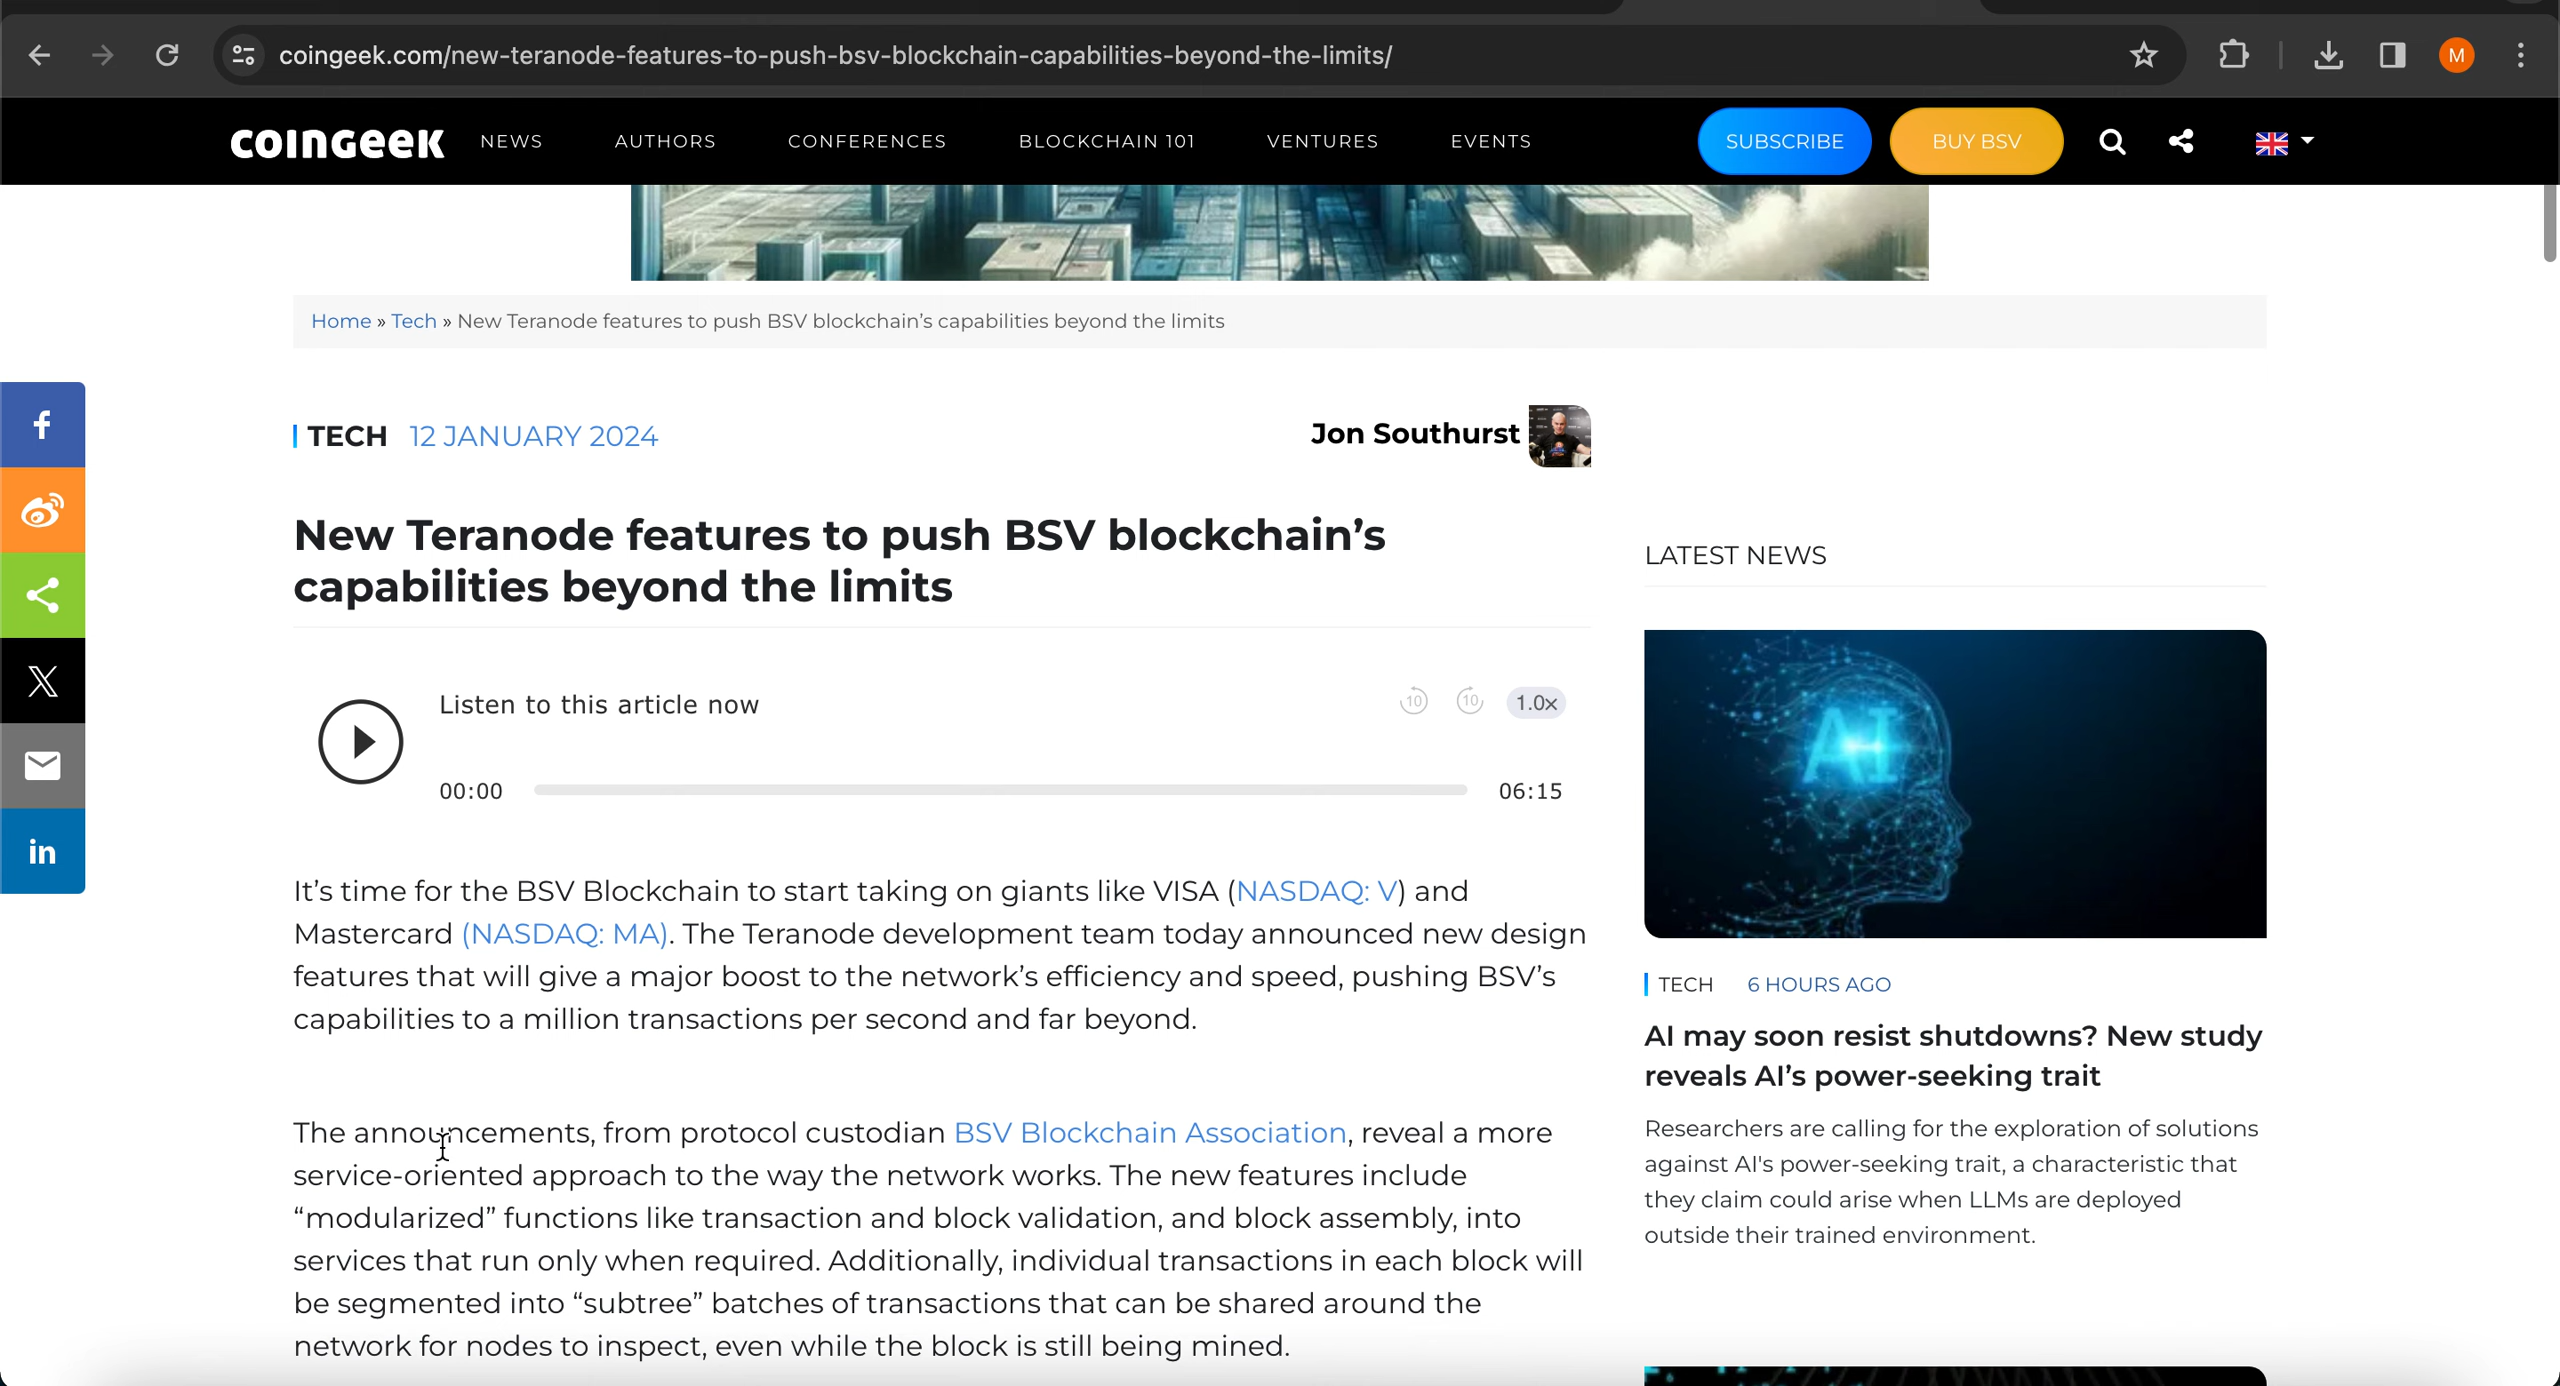 coingeek.com/new-teranode-features-to-push-bsv-blockchain-capabilities-beyond-the-limits/
M
COINGEEK
NEWS
AUTHORS
CONFERENCES
BLOCKCHAIN 101
VENTURES
EVENTS
SUBSCRIBE
BUY BSV
Home » Tech » New Teranode features to push BSV blockchain’s capabilities beyond the limits
TECH 12 JANUARY 2024
Jon Southurst
New Teranode features to push BSV blockchain’s
capabilities beyond the limits
Listen to this article now
10
10
1.0x
00:00
06:15
It’s time for the BSV Blockchain to start taking on giants like VISA (NASDAQ: V) and
Mastercard (NASDAQ: MA). The Teranode development team today announced new design
features that will give a major boost to the network’s efficiency and speed, pushing BSV’s
capabilities to a million transactions per second and far beyond.
The announcements, from protocol custodian BSV Blockchain Association, reveal a more
service-oriented approach to the way the network works. The new features include
“modularized” functions like transaction and block validation, and block assembly, into
services that run only when required. Additionally, individual transactions in each block will
be segmented into “subtree” batches of transactions that can be shared around the
network for nodes to inspect, even while the block is still being mined.
LATEST NEWS
AI
TECH 6 HOURS AGO
AI may soon resist shutdowns? New study
reveals AI’s power-seeking trait
Researchers are calling for the exploration of solutions
against AI's power-seeking trait, a characteristic that
they claim could arise when LLMs are deployed
outside their trained environment.
f
X
in